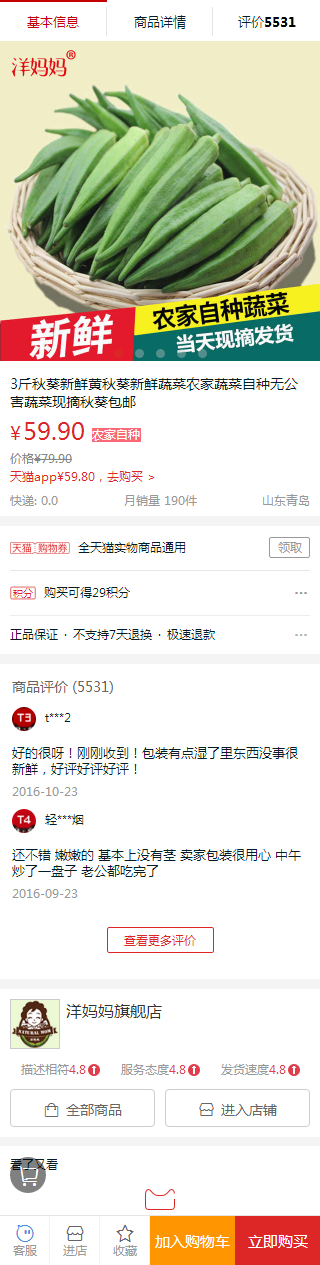 基本信息
商品详情
评价5531
洋妈妈®
新鲜
农家自种蔬菜
当天现摘发货
3斤秋葵新鲜黄秋葵新鲜蔬菜农家蔬菜自种无公
害蔬菜现摘秋葵包邮
¥59.90 农家自种
价格¥79.90
天猫app¥59.80，去购买 >
快递: 0.0
月销量 190件
山东青岛
天猫 购物券 全天猫实物商品通用 领取
积分 购买可得29积分
正品保证 · 不支持7天退换 · 极速退款
商品评价 (5531)
T3 t***2
好的很呀！刚刚收到！包装有点湿了里东西没事很
新鲜，好评好评好评！
2016-10-23
T4 轻***烟
还不错 嫩嫩的 基本上没有茎 卖家包装很用心 中午
炒了一盘子 老公都吃完了
2016-09-23
查看更多评价
NATURAL MOM
洋妈妈旗舰店
描述相符4.8
服务态度4.8
发货速度4.8
全部商品
进入店铺
看了又看
客服
进店
收藏
加入购物车
立即购买